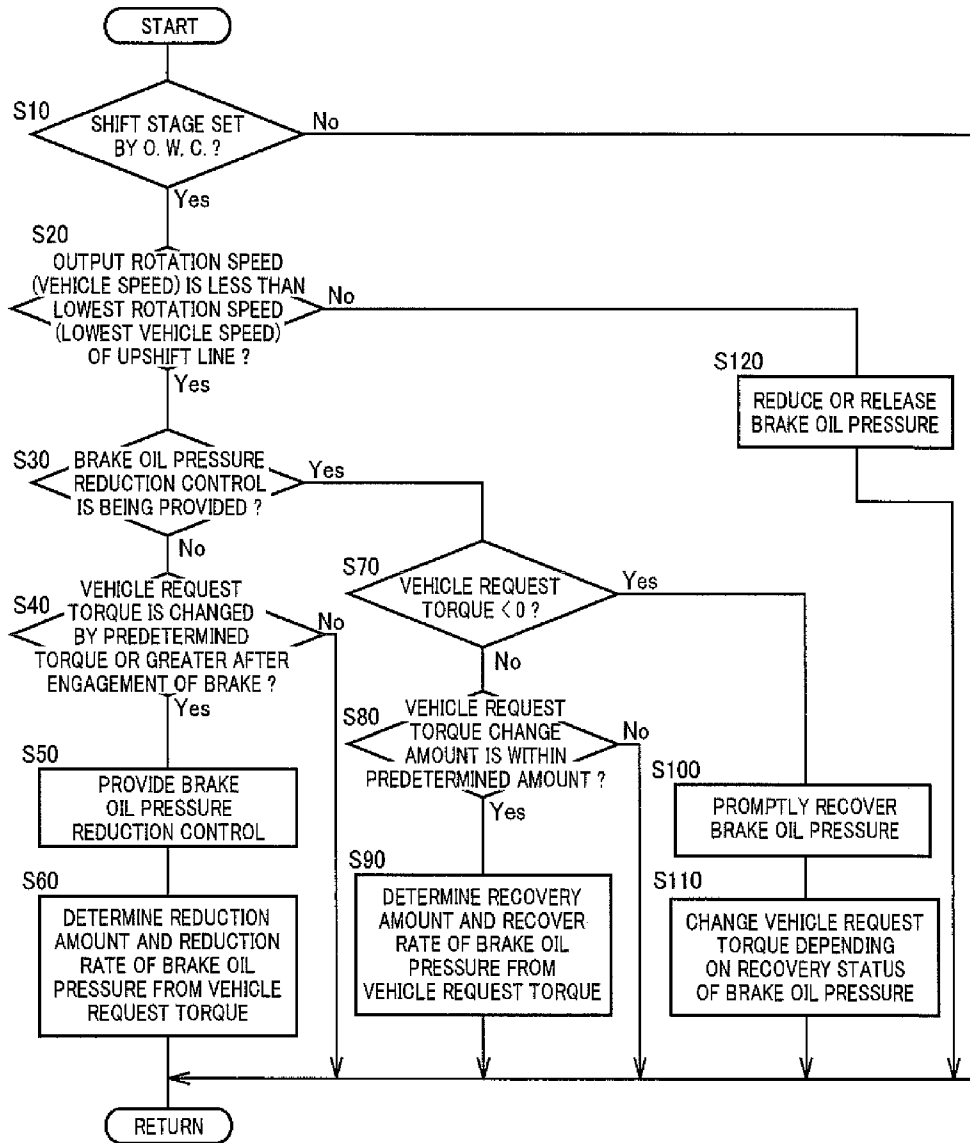 START
S10
SHIFT STAGE SET
BY O. W. C. ?
No
Yes
S20
OUTPUT ROTATION SPEED
(VEHICLE SPEED) IS LESS THAN
LOWEST ROTATION SPEED
(LOWEST VEHICLE SPEED)
OF UPSHIFT LINE ?
No
Yes
S120
REDUCE OR RELEASE
BRAKE OIL PRESSURE
S30
BRAKE OIL PRESSURE
REDUCTION CONTROL
IS BEING PROVIDED ?
Yes
No
S40
VEHICLE REQUEST
TORQUE IS CHANGED
BY PREDETERMINED
TORQUE OR GREATER AFTER
ENGAGEMENT OF BRAKE ?
No
Yes
S70
VEHICLE REQUEST
TORQUE < 0 ?
Yes
No
S80
VEHICLE REQUEST
TORQUE CHANGE
AMOUNT IS WITHIN
PREDETERMINED AMOUNT ?
No
Yes
S50
PROVIDE BRAKE
OIL PRESSURE
REDUCTION CONTROL
S60
DETERMINE REDUCTION
AMOUNT AND REDUCTION
RATE OF BRAKE OIL
PRESSURE FROM VEHICLE
REQUEST TORQUE
S90
DETERMINE RECOVERY
AMOUNT AND RECOVER
RATE OF BRAKE OIL
PRESSURE FROM
VEHICLE REQUEST TORQUE
S100
PROMPTLY RECOVER
BRAKE OIL PRESSURE
S110
CHANGE VEHICLE REQUEST
TORQUE DEPENDING
ON RECOVERY STATUS
OF BRAKE OIL PRESSURE
RETURN